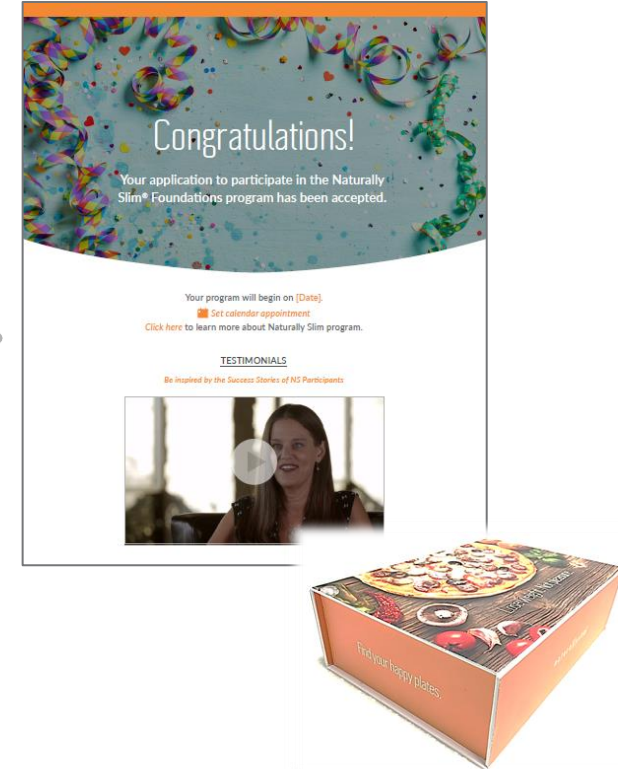 Congratulations!
Your application to participate in the Naturally
Slim® Foundations program has been accepted.
Your program will begin on [Date].
Set calendar appointment
Click here to learn more about Naturally Slim program.
TESTIMONIALS
Be inspired by the Success Stories of NS Participants
Find your happy plates.